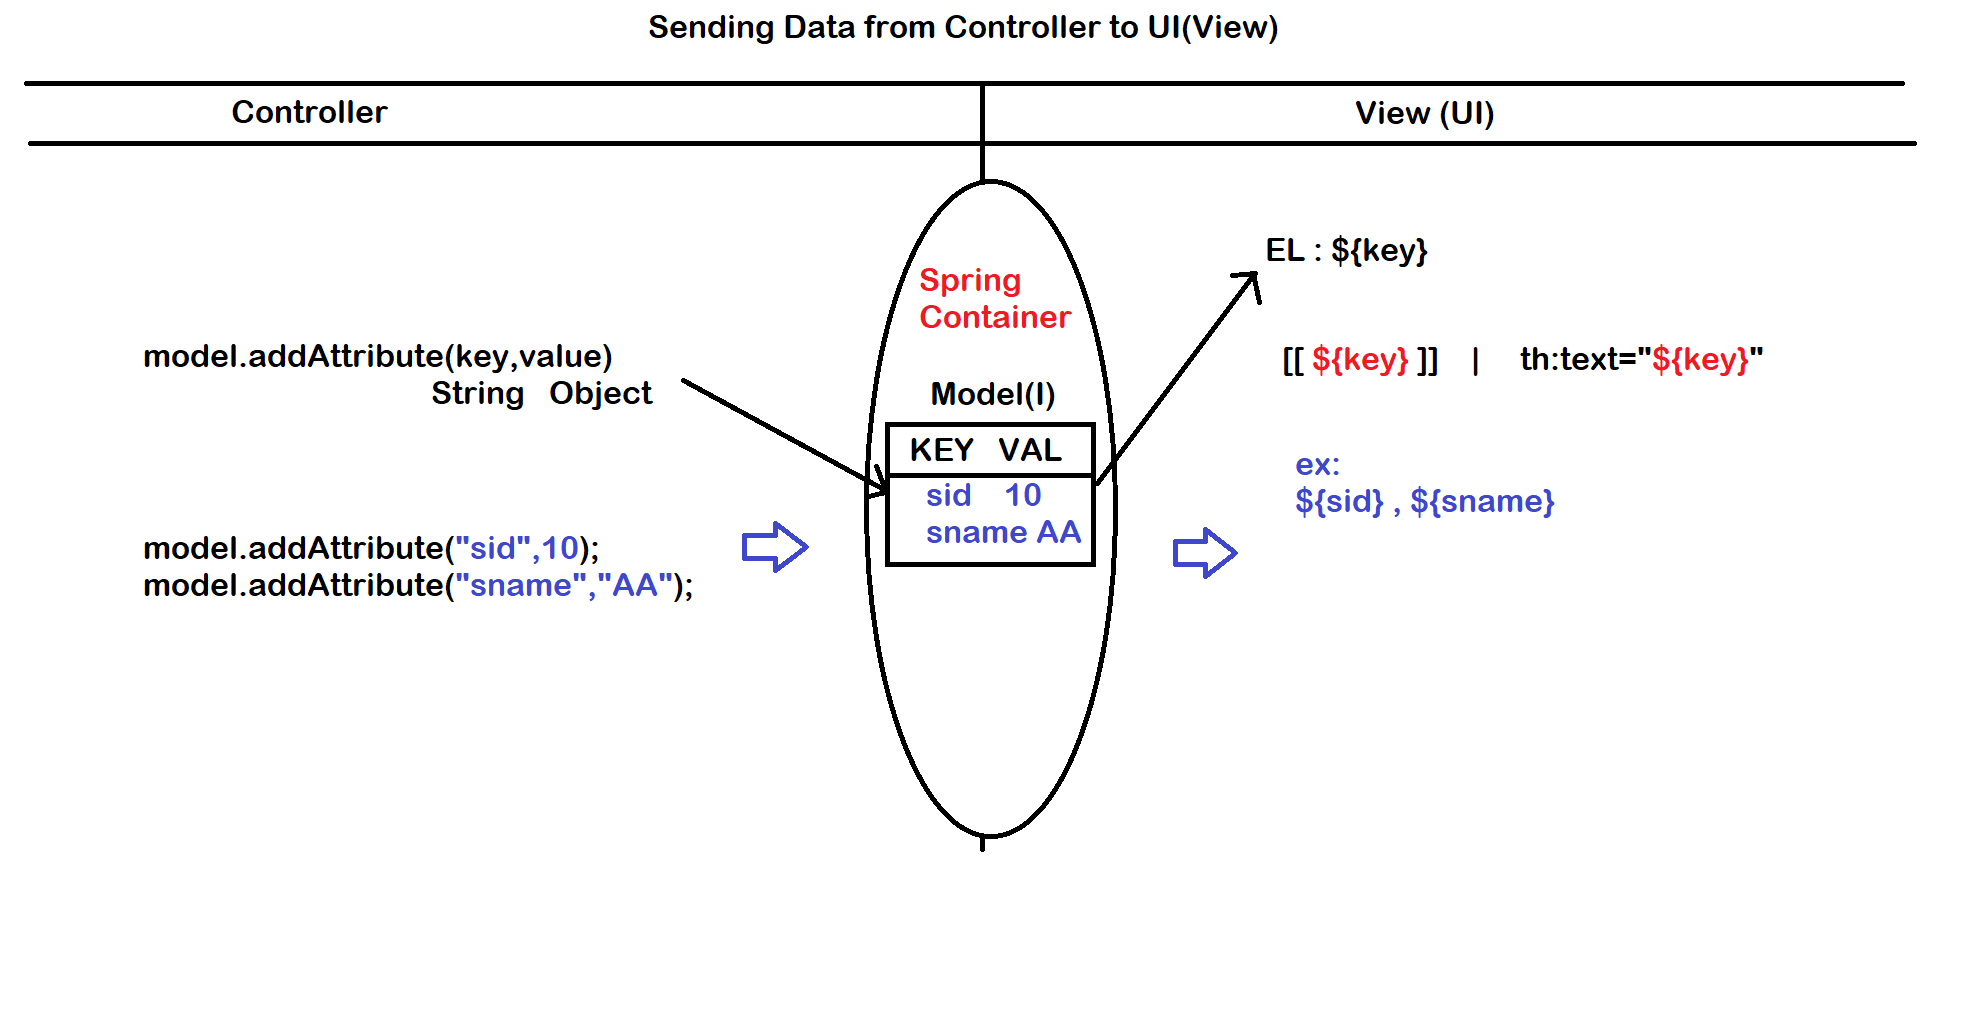 Sending Data from Controller to UI(View)
Controller
View (UI)
model.addAttribute(key,value)
String Object
model.addAttribute("sid",10);
model.addAttribute("sname","AA");
Spring
Container
Model(I)
KEY VAL
sid 10
sname AA
EL : ${key}
[[ ${key} ]] | th:text="${key}"
ex:
${sid} , ${sname}